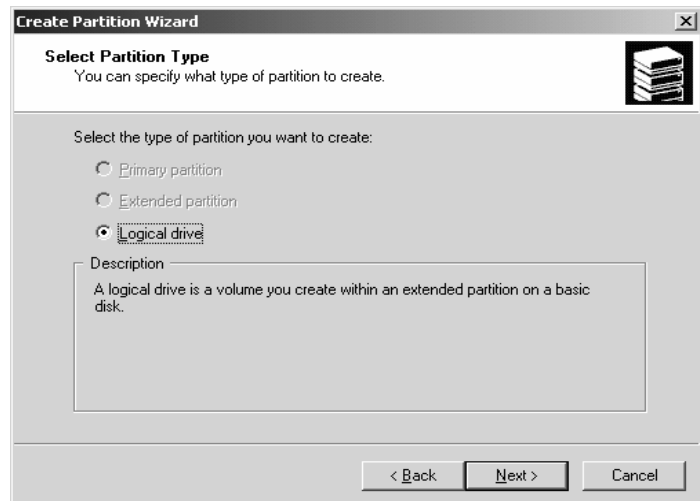 Create Partition Wizard
Select Partition Type
You can specify what type of partition to create.
Select the type of partition you want to create:
Primary partition
Extended partition
Logical drive
Description
A logical drive is a volume you create within an extended partition on a basic
disk.
< Back Next > Cancel